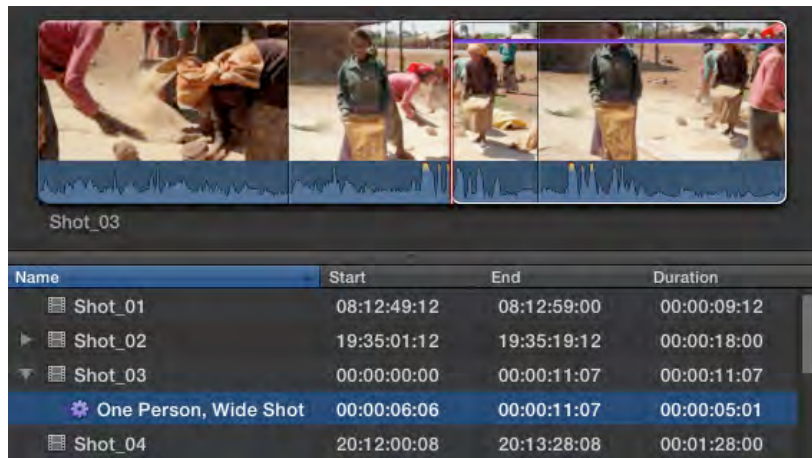 Shot_03
Name Start End Duration
Shot_01 08:12:49:12 08:12:59:00 00:00:09:12
Shot_02 19:35:01:12 19:35:19:12 00:00:18:00
Shot_03 00:00:00:00 00:00:11:07 00:00:11:07
One Person, Wide Shot 00:00:06:06 00:00:11:07 00:00:05:01
Shot_04 20:12:00:08 20:13:28:08 00:01:28:00